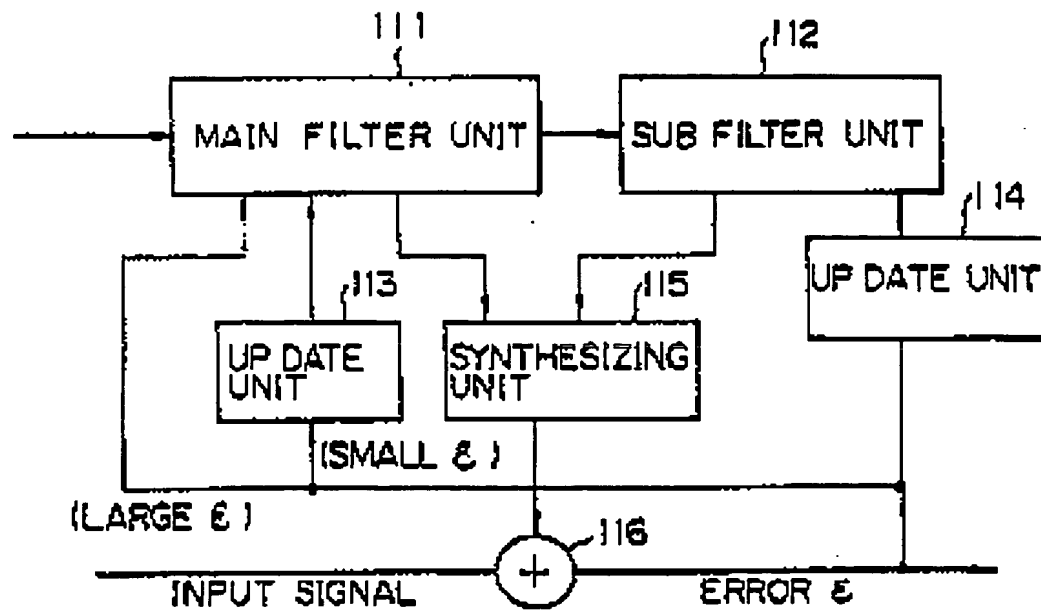 111
112
MAIN FILTER UNIT
SUB FILTER UNIT
114
UP DATE UNIT
113
115
UP DATE
UNIT
SYNTHESIZING
UNIT
(SMALL ε)
(LARGE ε)
116
INPUT SIGNAL
+
ERROR ε